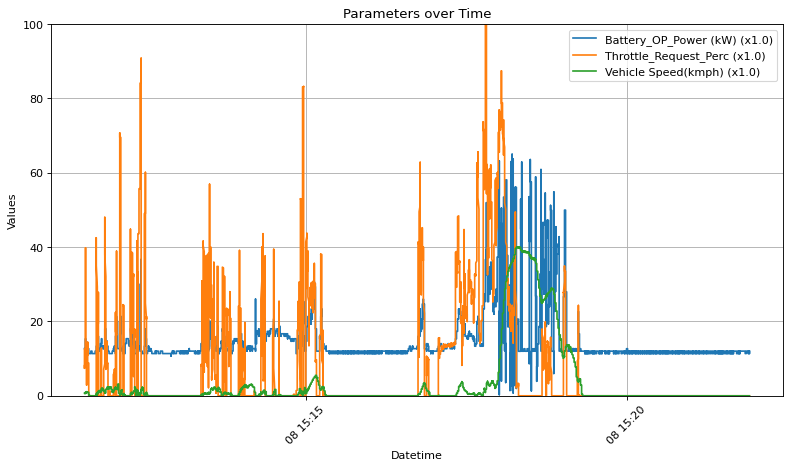 Parameters over Time
Battery_OP_Power (kW) (x1.0)
Throttle_Request_Perc (x1.0)
Vehicle Speed(kmph) (x1.0)
100
80
60
40
20
0
Values
08 15:15
08 15:20
Datetime